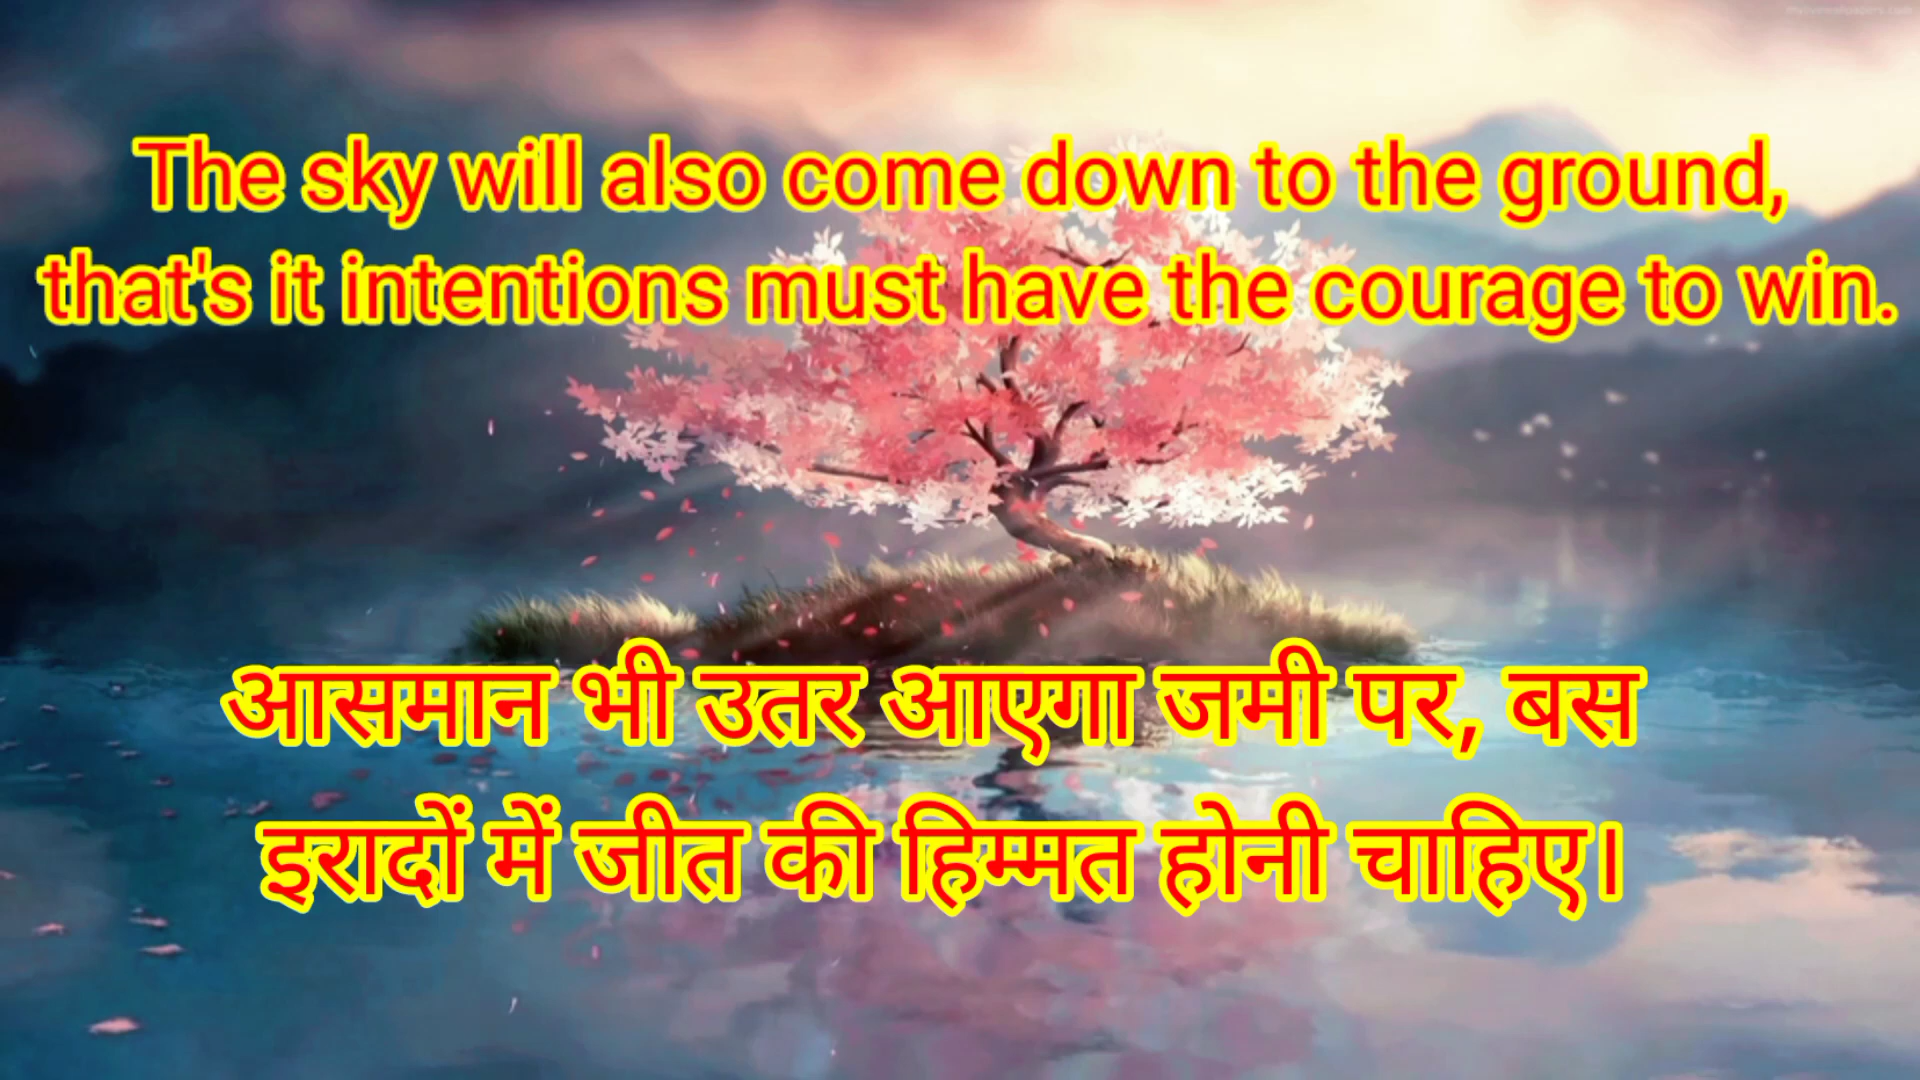 The sky will also come down to the ground,
that's it intentions must have the courage to win.
आसमान भी उतर आएगा जमी पर, बस
इरादों में जीत की हिम्मत होनी चाहिए।